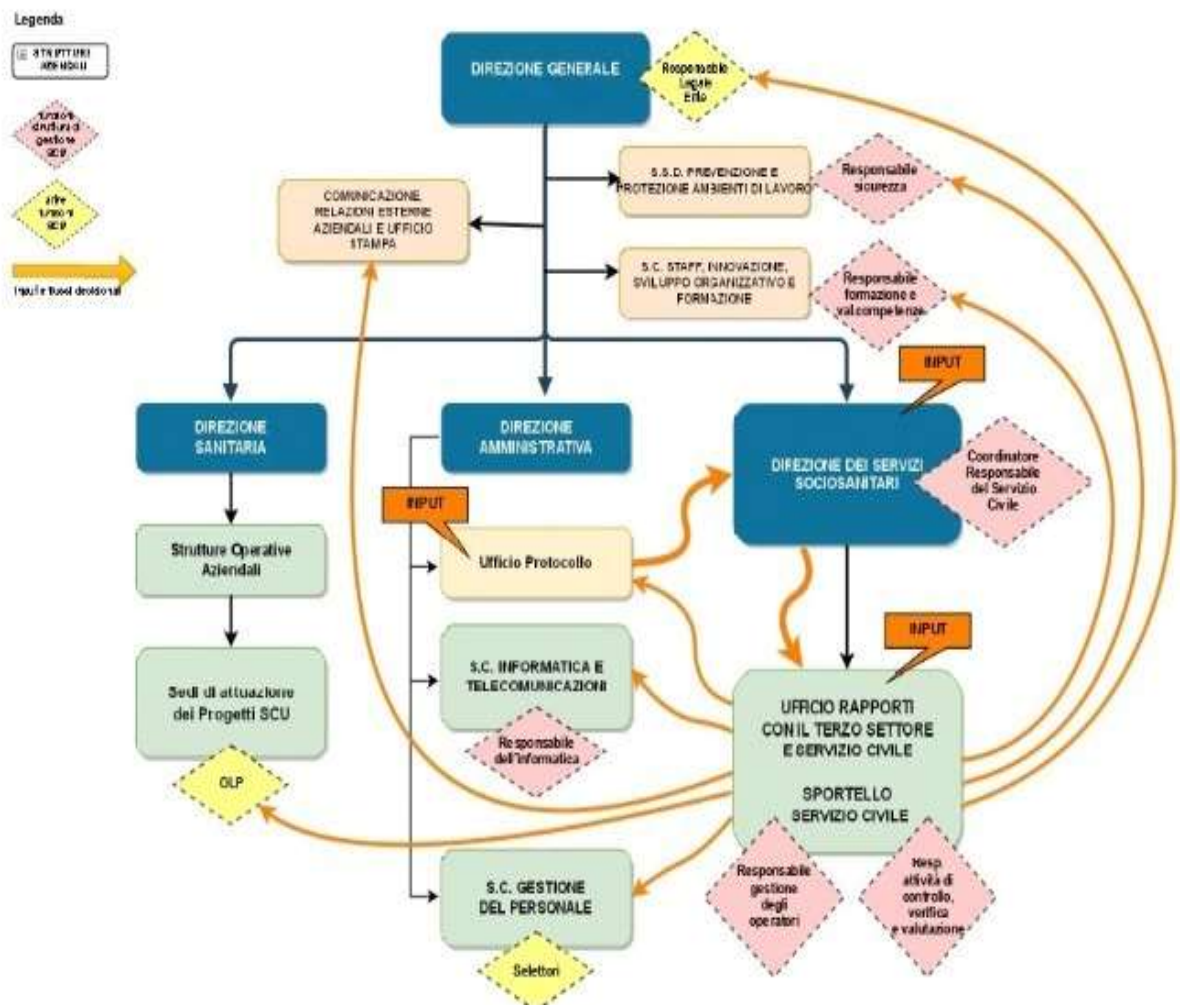 Legenda
DIREZIONE GENERALE
Responsabile
Legale
Ente
S.S.D. PREVENZIONE E
PROTEZIONE AMBIENTI DI LAVORO
Responsabile
sicurezza
COMUNICAZIONE,
RELAZIONI ESTERNE
AZIENDALI E UFFICIO
STAMPA
S.C. STAFF, INNOVAZIONE,
SVILUPPO ORGANIZZATIVO E
FORMAZIONE
Responsabile
formazione e
val.competenze
INPUT
DIREZIONE
SANITARIA
DIREZIONE
AMMINISTRATIVA
DIREZIONE DEI SERVIZI
SOCIOSANITARI
Coordinatore
Responsabile
del Servizio
Civile
INPUT
Strutture Operative
Aziendali
Ufficio Protocollo
INPUT
Sedi di attuazione
dei Progetti SCU
OLP
S.C. INFORMATICA E
TELECOMUNICAZIONI
Responsabile
dell'informatica
UFFICIO RAPPORTI
CON IL TERZO SETTORE
E SERVIZIO CIVILE
SPORTELLO
SERVIZIO CIVILE
Responsabile
gestione
degli
operatori
Resp.
attività di
controllo,
verifica
e valutazione
S.C. GESTIONE
DEL PERSONALE
Selettori